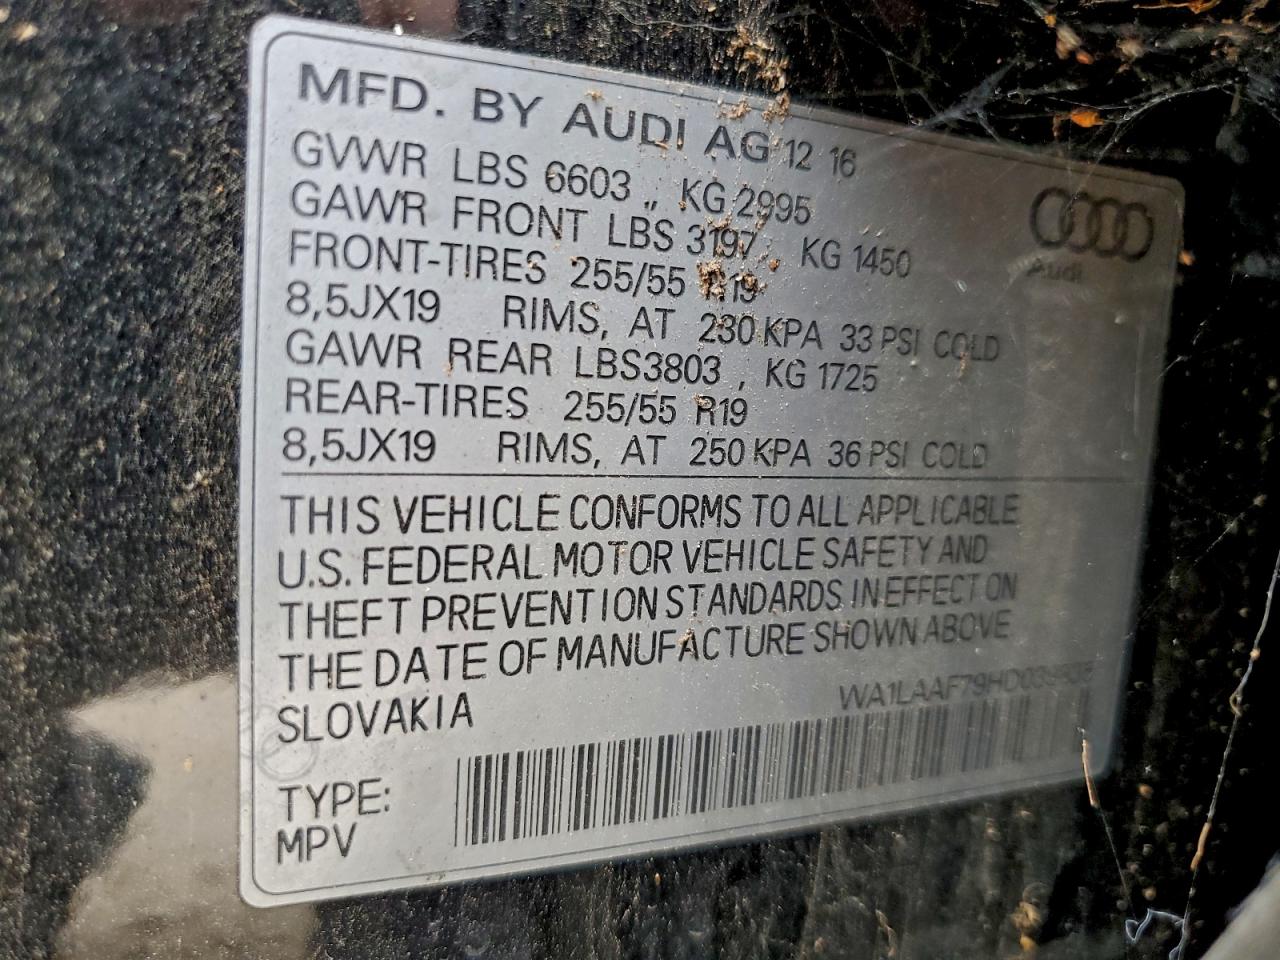 MFD. BY AUDI AG 12 16
GVWR LBS 6603 ,, KG 2995
GAWR FRONT LBS 3197, KG 1450
FRONT-TIRES 255/55 R19
8,5JX19 RIMS, AT 230 KPA 33 PSI COLD
GAWR REAR LBS3803 , KG 1725
REAR-TIRES 255/55 R19
8,5JX19 RIMS, AT 250 KPA 36 PSI COLD
Audi
THIS VEHICLE CONFORMS TO ALL APPLICABLE
U.S. FEDERAL MOTOR VEHICLE SAFETY AND
THEFT PREVENTION STANDARDS IN EFFECT ON
THE DATE OF MANUFACTURE SHOWN ABOVE
SLOVAKIA
TYPE:
MPV